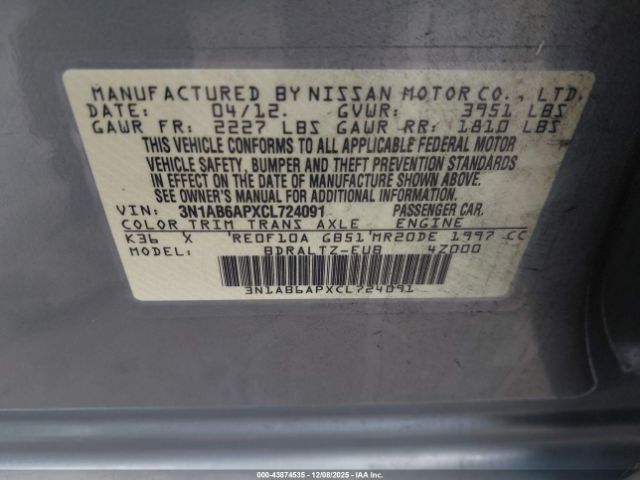 MANUFACTURED BY NISSAN MOTOR CO., LTD.
DATE: 04/12. GVWR: 3951 LBS
GAWR FR: 2227 LBS GAWR RR: 1810 LBS
THIS VEHICLE CONFORMS TO ALL APPLICABLE FEDERAL MOTOR
VEHICLE SAFETY, BUMPER AND THEFT PREVENTION STANDARDS
IN EFFECT ON THE DATE OF MANUFACTURE SHOWN ABOVE.
SEE OWNER'S MANUAL FOR ADDITIONAL INFORMATION.
VIN: 3N1AB6APXCL724091 PASSENGER CAR.
COLOR TRIM TRANS AXLE ENGINE
K36 X RE0F10A GB51 MR20DE 1997 CC
MODEL: BDRALTZ-EUB 4Z000
3N1AB6APXCL724091
000-43874535 | 12/08/2025 - IAAI.COM